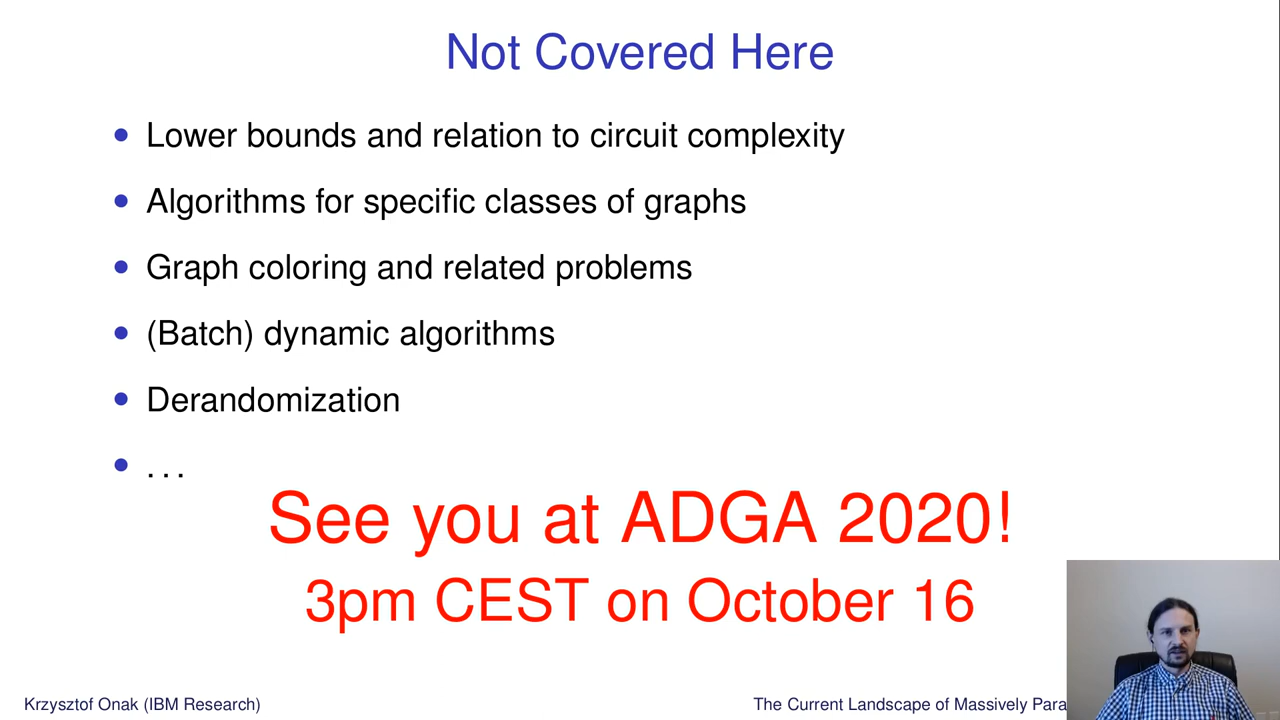 Not Covered Here
• Lower bounds and relation to circuit complexity
• Algorithms for specific classes of graphs
• Graph coloring and related problems
• (Batch) dynamic algorithms
• Derandomization
• . . .
See you at ADGA 2020!
3pm CEST on October 16
Krzysztof Onak (IBM Research)
The Current Landscape of Massively Para